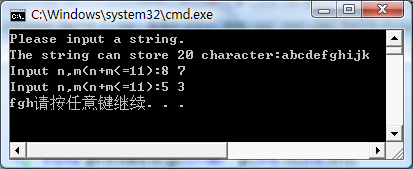 C:\Windows\system32\cmd.exe
Please input a string.
The string can store 20 character:abcdefghijk
Input n,m(n+m<=11):8 7
Input n,m(n+m<=11):5 3
fgh请按任意键继续. . .